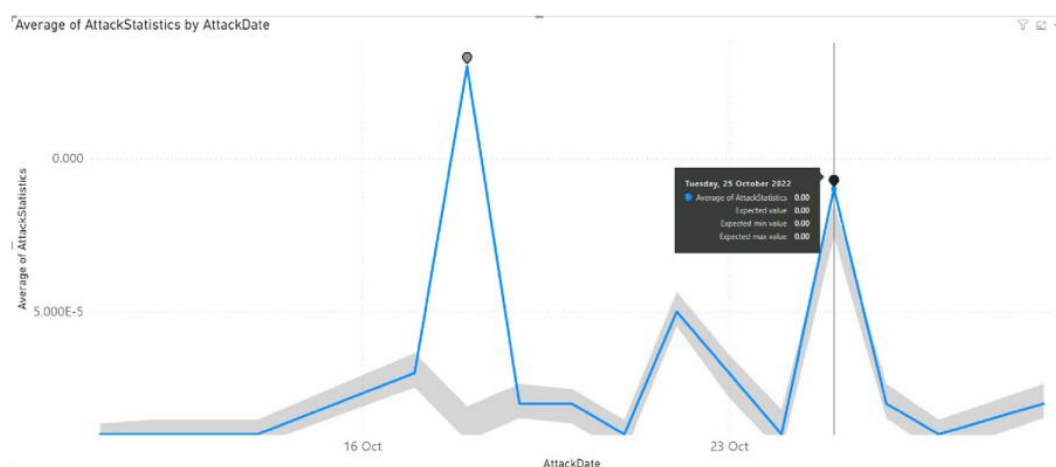 Average of AttackStatistics by AttackDate
0.000
Tuesday, 25 October 2022
Average of AttackStatistics 0.00
Expected value 0.00
Expected min value 0.00
Expected max value 0.00
Average of AttackStatistics
5.000E-5
16 Oct
23 Oct
AttackDate